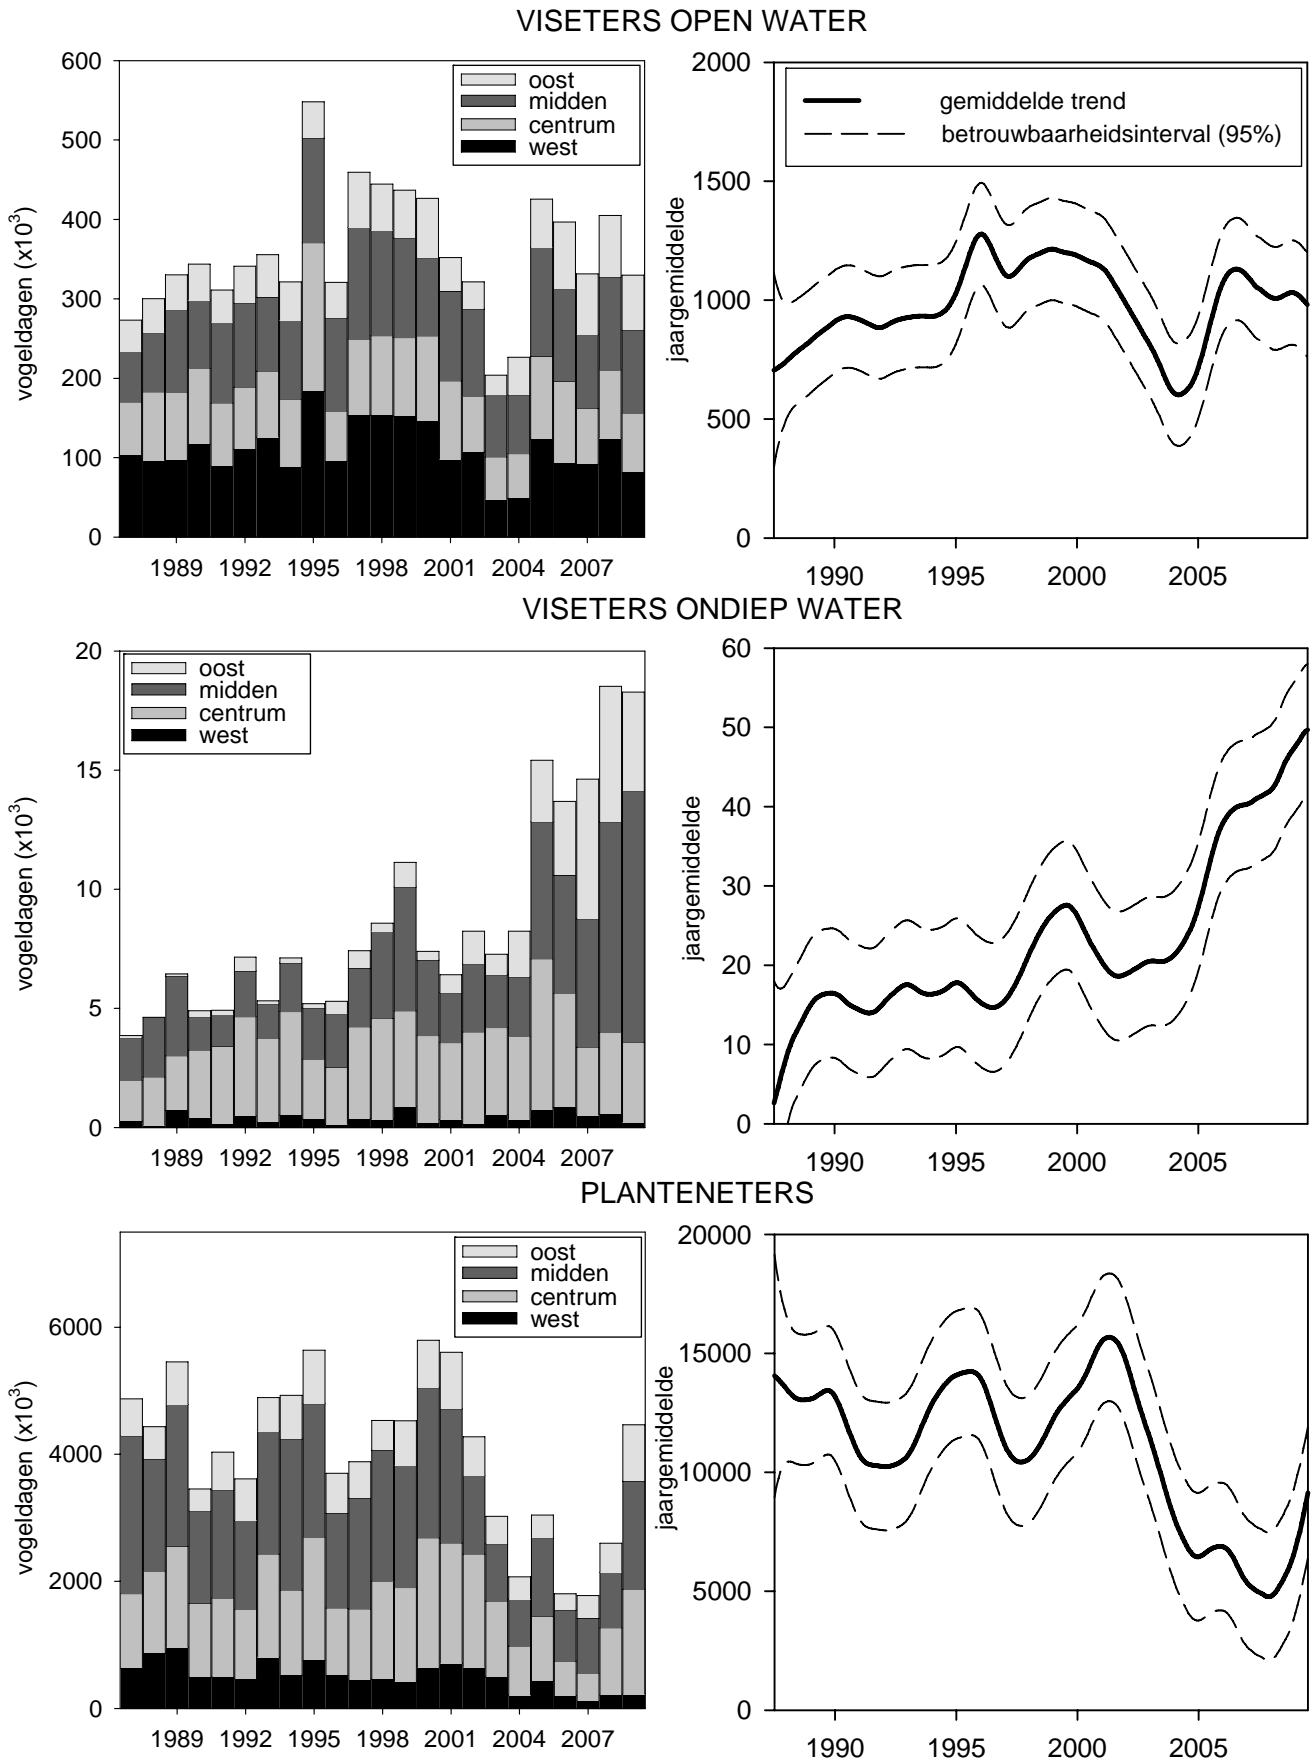 VISETERS OPEN WATER
vogeldagen (x10³)
600
500
400
300
200
100
0
oost
midden
centrum
west
1989 1992 1995 1998 2001 2004 2007
jaargemiddelde
2000
1500
1000
500
0
gemiddelde trend
betrouwbaarheidsinterval (95%)
1990 1995 2000 2005
VISETERS ONDIEP WATER
vogeldagen (x10³)
20
15
10
5
0
oost
midden
centrum
west
1989 1992 1995 1998 2001 2004 2007
jaargemiddelde
60
50
40
30
20
10
0
1990 1995 2000 2005
PLANTENETERS
vogeldagen (x10³)
6000
4000
2000
0
oost
midden
centrum
west
1989 1992 1995 1998 2001 2004 2007
jaargemiddelde
20000
15000
10000
5000
0
1990 1995 2000 2005